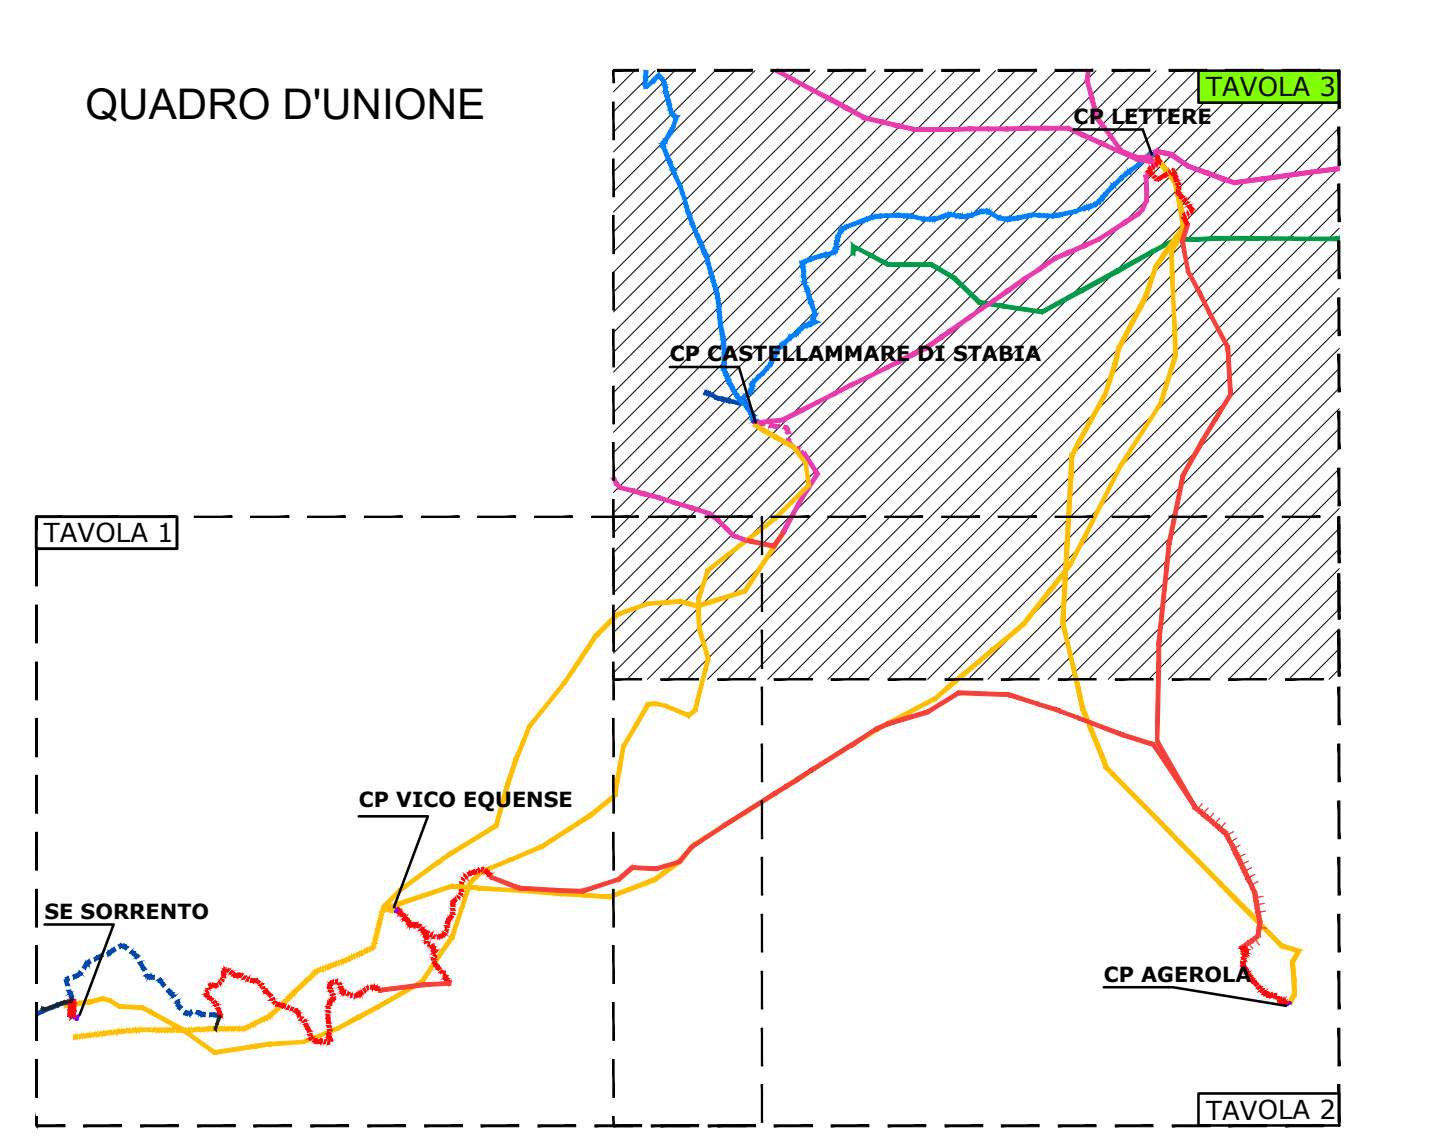 QUADRO D'UNIONE
TAVOLA 3
CP LETTERE
CP CASTELLAMMARE DI STABIA
TAVOLA 1
CP VICO EQUENSE
SE SORRENTO
CP AGEROLA
TAVOLA 2